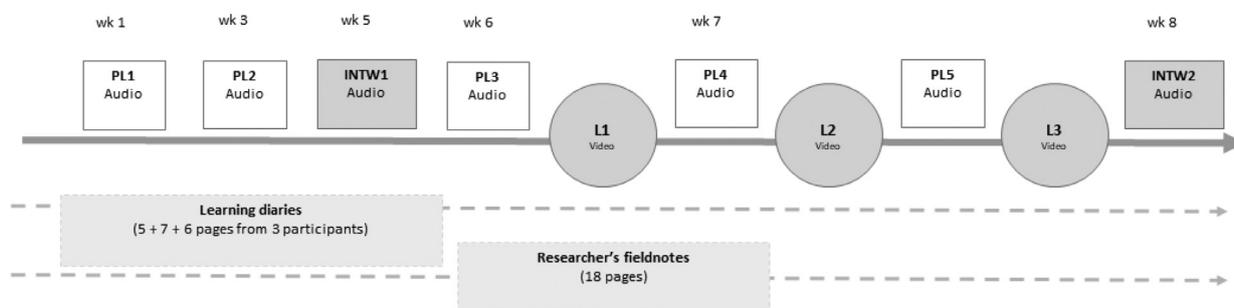 wk 1
wk 3
wk 5
wk 6
wk 7
wk 8
PL1
Audio
PL2
Audio
INTW1
Audio
PL3
Audio
L1
Video
PL4
Audio
L2
Video
PL5
Audio
L3
Video
INTW2
Audio
Learning diaries
(5 + 7 + 6 pages from 3 participants)
Researcher's fieldnotes
(18 pages)